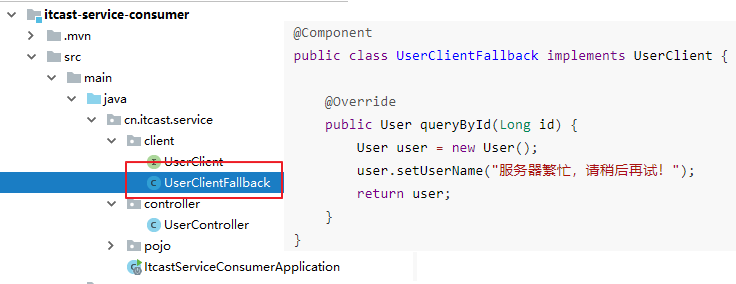 itcast-service-consumer
.mvn
src
main
java
cn.itcast.service
client
UserClient
UserClientFallback
controller
UserController
pojo
ItcastServiceConsumerApplication
@Component
public class UserClientFallback implements UserClient {
@Override
public User queryById(Long id) {
User user = new User();
user.setUserName("服务器繁忙，请稍后再试！");
return user;
}
}